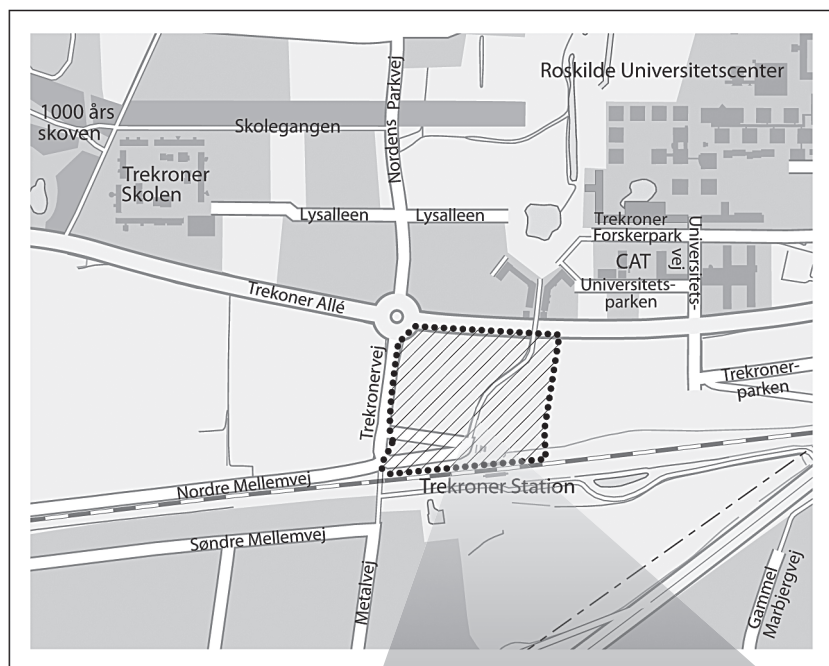 Roskilde Universitetscenter
Nordens Parkvej
1000 års
skoven
Skolegangen
Trekroner
Skolen
Lysalleen
Lysalleen
Trekroner
Forskerpark
CAT
Universitets-
vej
Universitets-
parken
Trekoner Allé
Trekronervej
Trekroner-
parken
Nordre Mellemvej
Trekroner Station
Søndre Mellemvej
Metalvej
Gammel
Marbjergvej